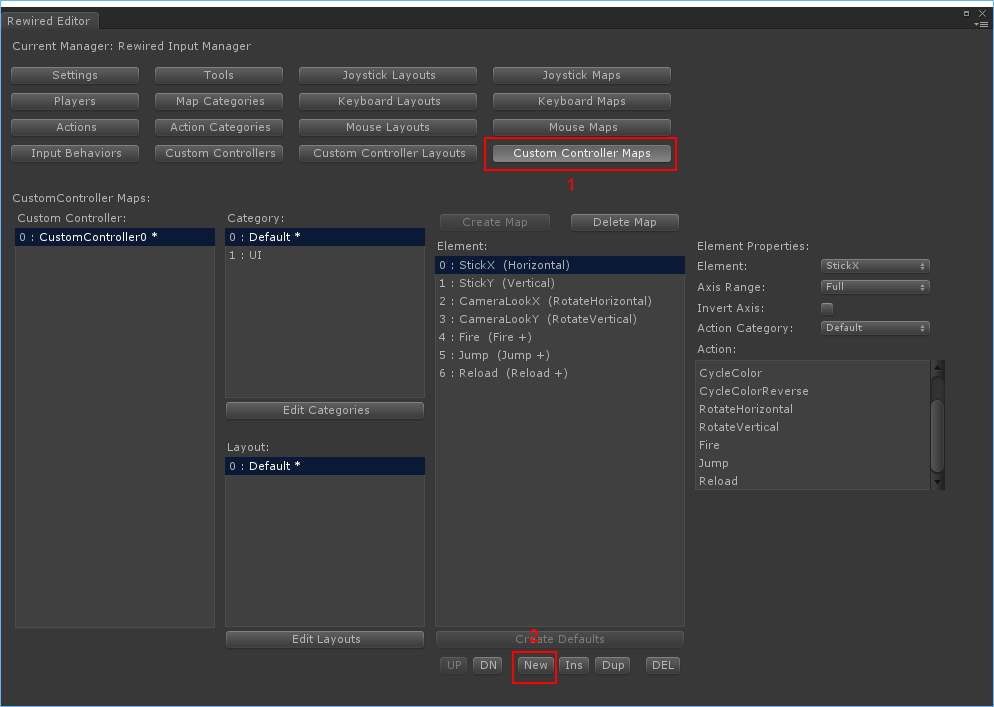 Rewired Editor
Current Manager: Rewired Input Manager
Settings Tools Joystick Layouts Joystick Maps
Players Map Categories Keyboard Layouts Keyboard Maps
Actions Action Categories Mouse Layouts Mouse Maps
Input Behaviors Custom Controllers Custom Controller Layouts Custom Controller Maps
1
CustomController Maps:
Custom Controller:
0 : CustomController0 *
Category:
0 : Default *
1 : UI
Edit Categories
Layout:
0 : Default *
Edit Layouts
Create Map Delete Map
Element:
0 : StickX (Horizontal)
1 : StickY (Vertical)
2 : CameraLookX (RotateHorizontal)
3 : CameraLookY (RotateVertical)
4 : Fire (Fire +)
5 : Jump (Jump +)
6 : Reload (Reload +)
Create Defaults
2
UP DN New Ins Dup DEL
Element Properties:
Element: StickX
Axis Range: Full
Invert Axis:
Action Category: Default
Action:
CycleColor
CycleColorReverse
RotateHorizontal
RotateVertical
Fire
Jump
Reload